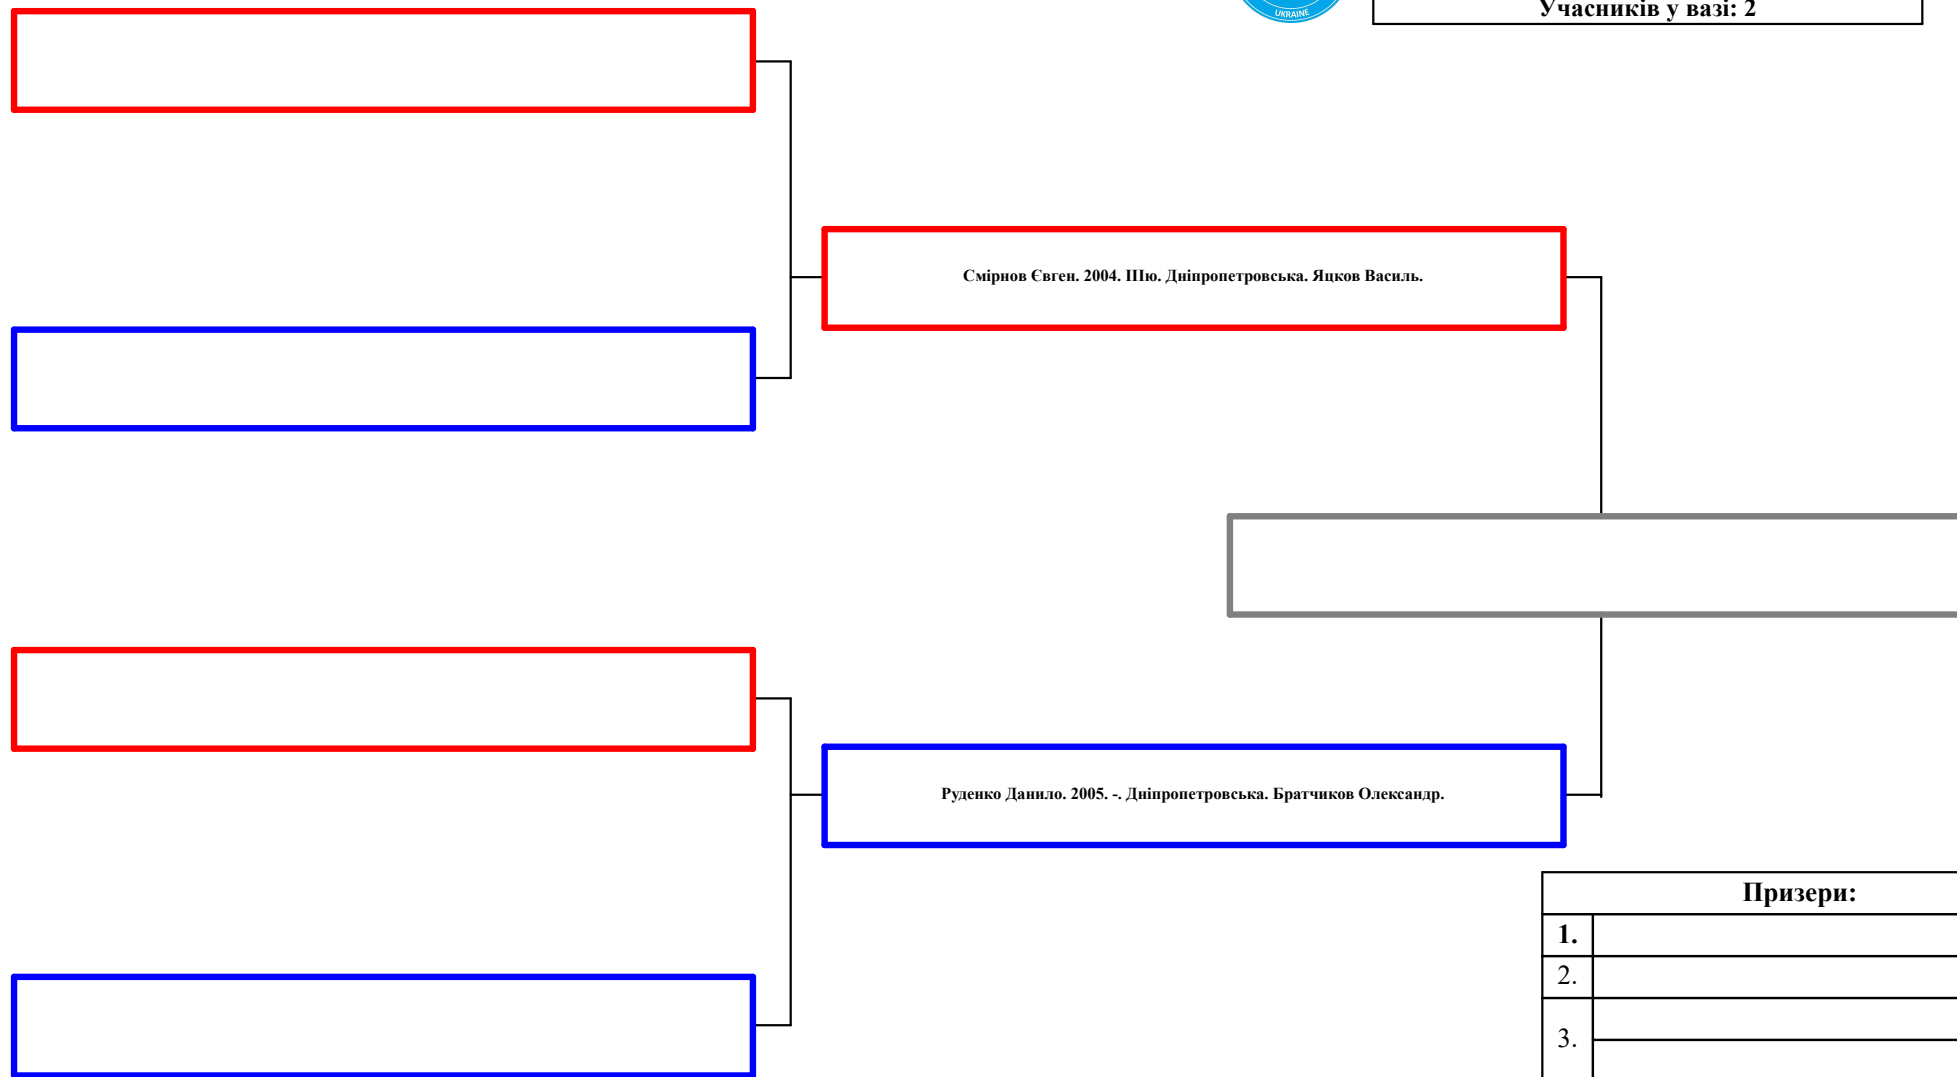 UKRAINE
Учасників у вазі: 2
Смірнов Євген. 2004. ІІІю. Дніпропетровська. Яцков Василь.
Руденко Данило. 2005. -. Дніпропетровська. Братчиков Олександр.
Призери:
1.
2.
3.